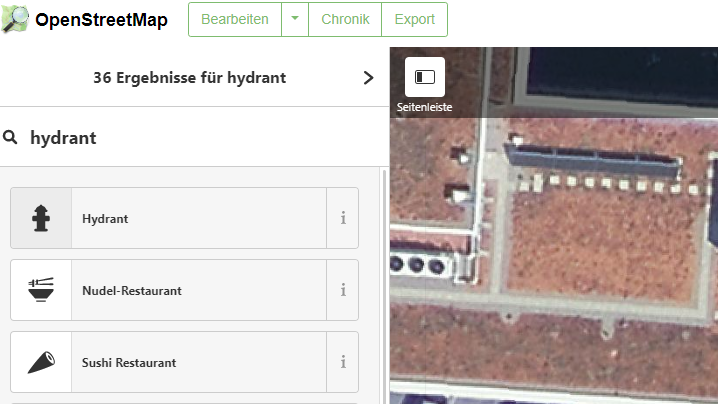 OpenStreetMap
Bearbeiten
Chronik
Export
36 Ergebnisse für hydrant
Seitenleiste
hydrant
Hydrant
i
Nudel-Restaurant
i
Sushi Restaurant
i